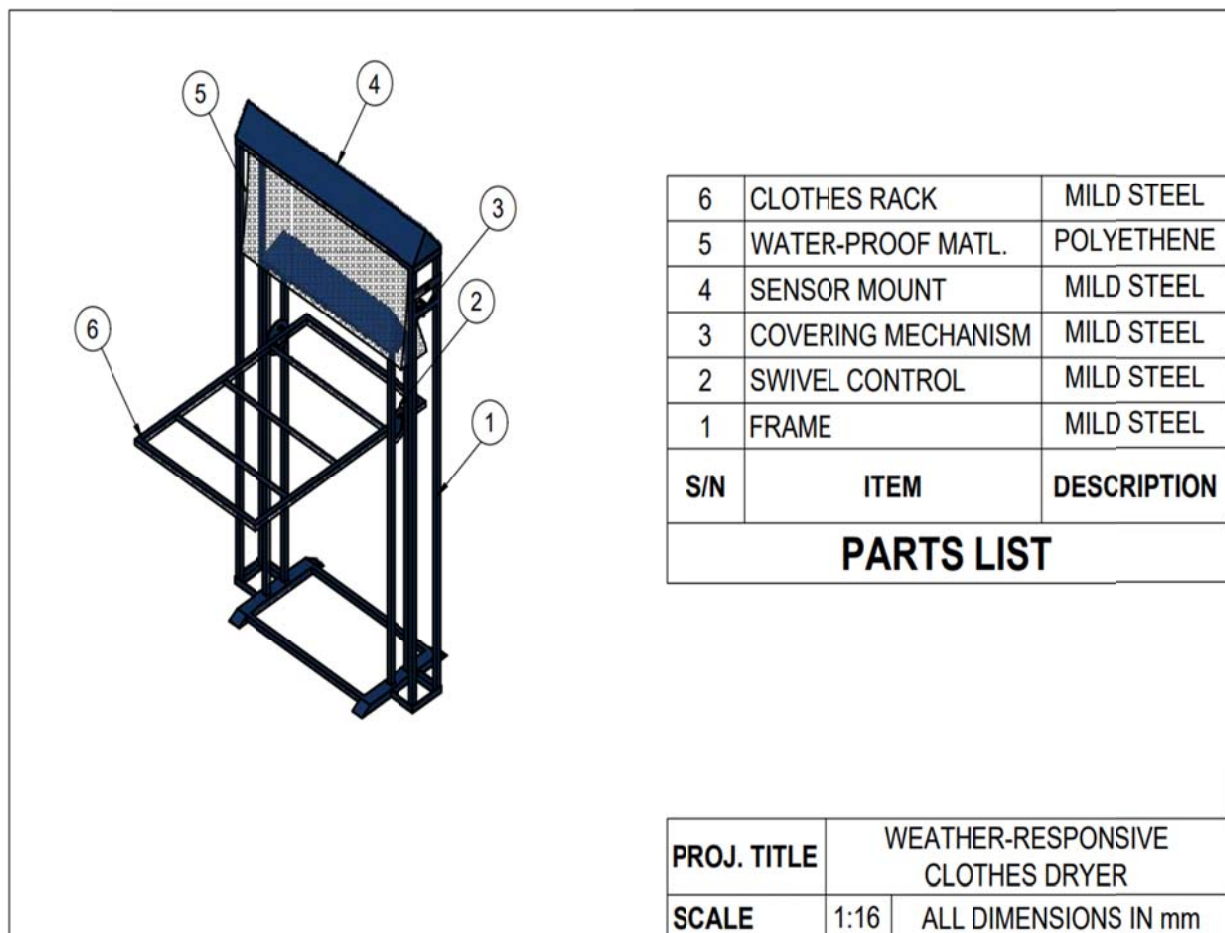 5
4
3
2
6
1
6 CLOTHES RACK MILD STEEL
5 WATER-PROOF MATL. POLYETHENE
4 SENSOR MOUNT MILD STEEL
3 COVERING MECHANISM MILD STEEL
2 SWIVEL CONTROL MILD STEEL
1 FRAME MILD STEEL
S/N ITEM DESCRIPTION
PARTS LIST
PROJ. TITLE WEATHER-RESPONSIVE
CLOTHES DRYER
SCALE 1:16 ALL DIMENSIONS IN mm